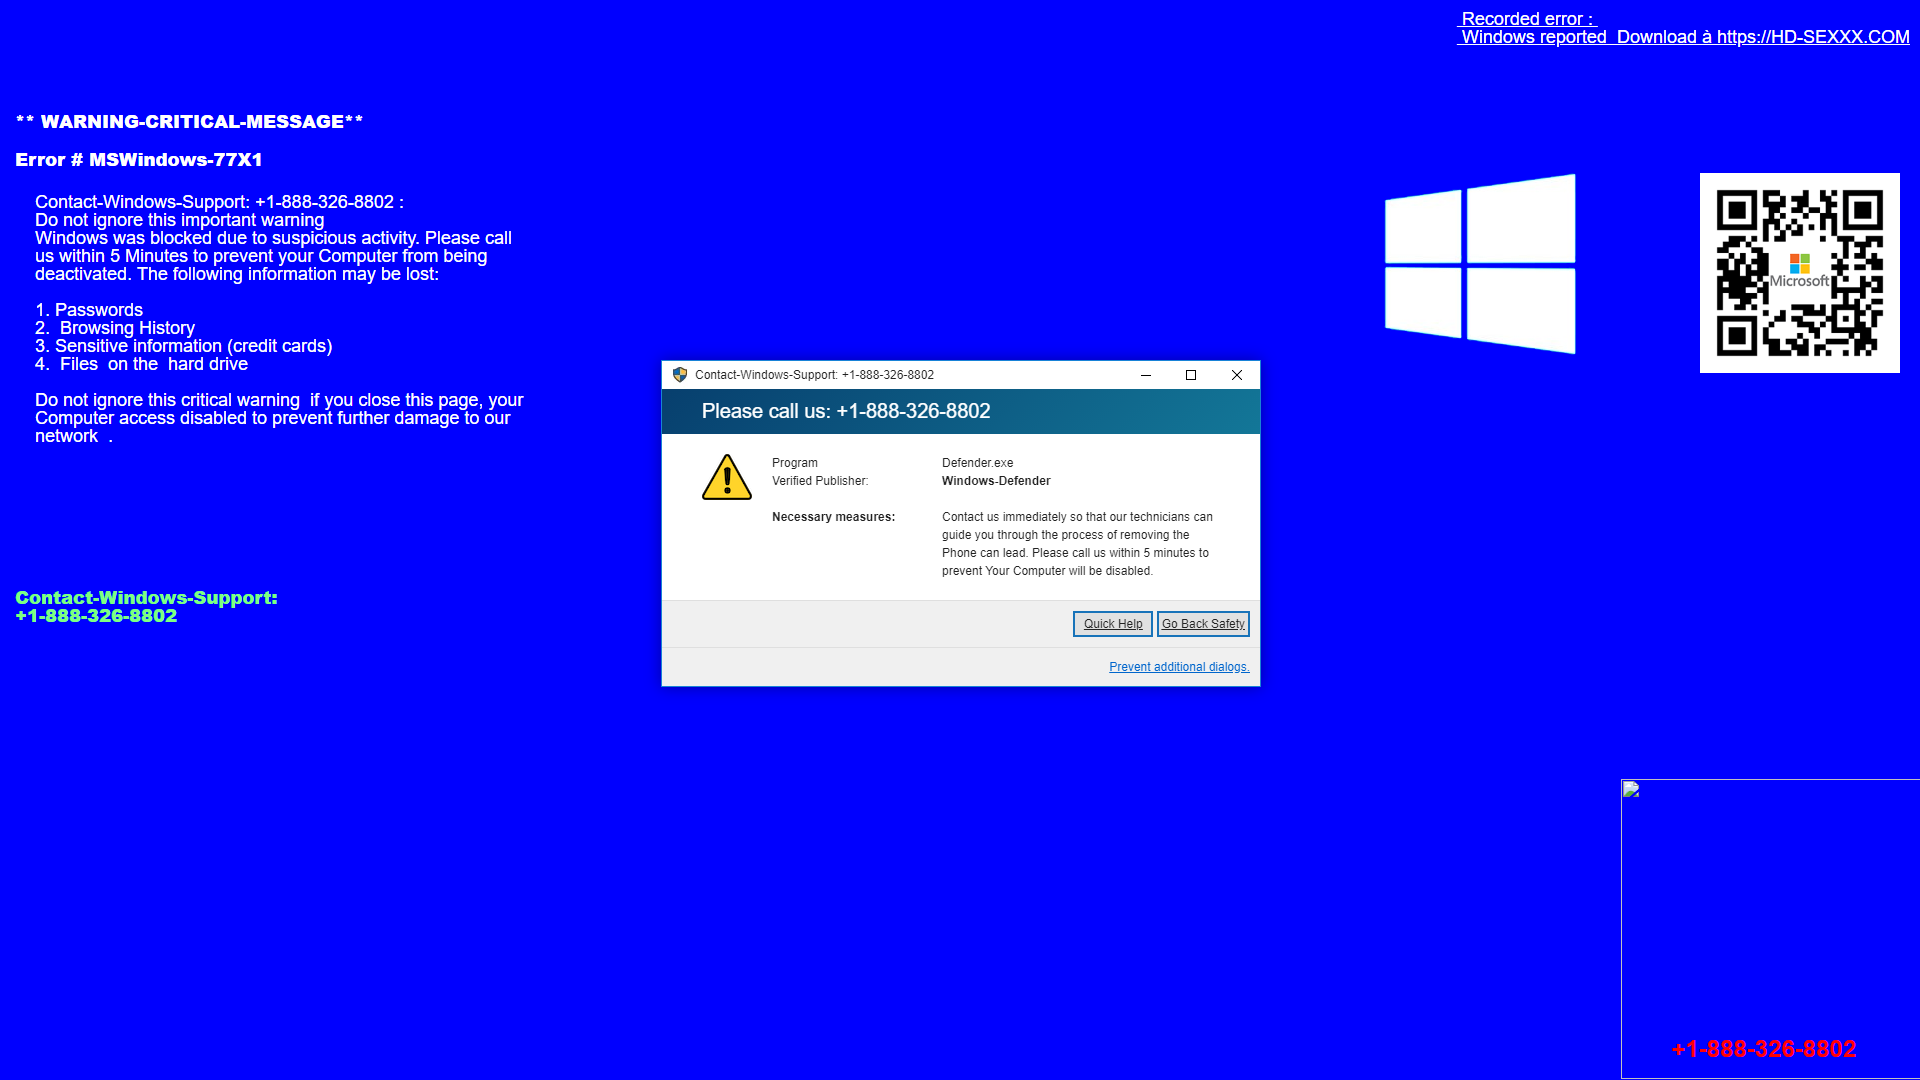 Recorded error :
Windows reported  Download à https://HD-SEXXX.COM
** WARNING-CRITICAL-MESSAGE**
Error # MSWindows-77X1
Contact-Windows-Support: +1-888-326-8802 :
Do not ignore this important warning
Windows was blocked due to suspicious activity. Please call
us within 5 Minutes to prevent your Computer from being
deactivated. The following information may be lost:
1. Passwords
2.  Browsing History
3. Sensitive information (credit cards)
4.  Files  on the  hard drive
Do not ignore this critical warning  if you close this page, your
Computer access disabled to prevent further damage to our
network  .
Contact-Windows-Support:
+1-888-326-8802
Microsoft
Contact-Windows-Support: +1-888-326-8802
Please call us: +1-888-326-8802
Program Defender.exe
Verified Publisher: Windows-Defender
Necessary measures: Contact us immediately so that our technicians can
guide you through the process of removing the
Phone can lead. Please call us within 5 minutes to
prevent Your Computer will be disabled.
Quick Help Go Back Safety
Prevent additional dialogs.
+1-888-326-8802